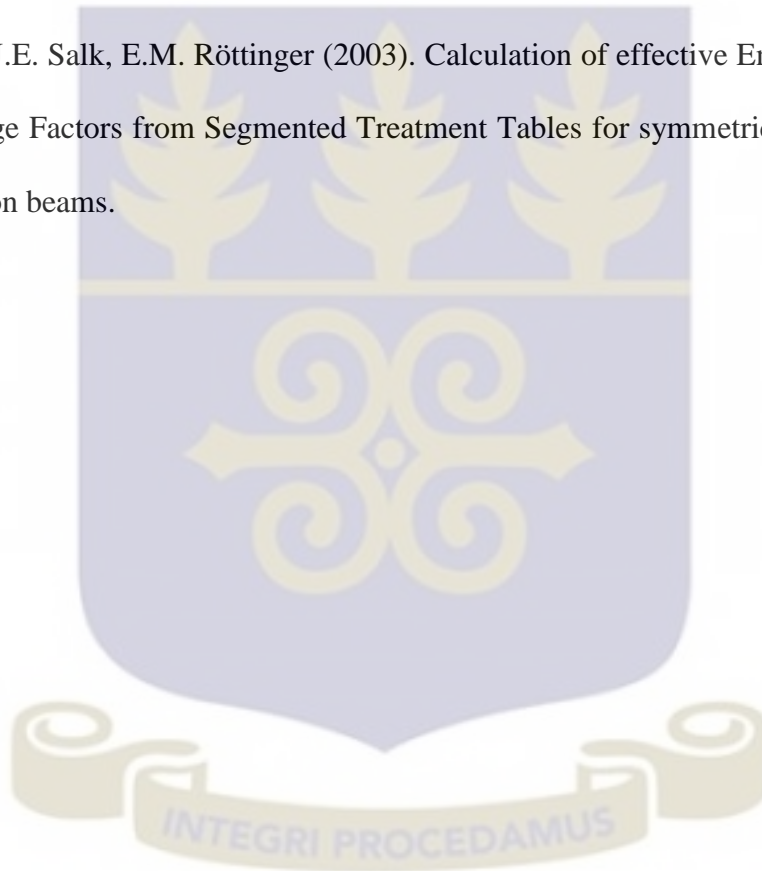 .E. Salk, E.M. Röttinger (2003). Calculation of effective En
ge Factors from Segmented Treatment Tables for symmetric
on beams.
INTEGRI PROCEDAMUS